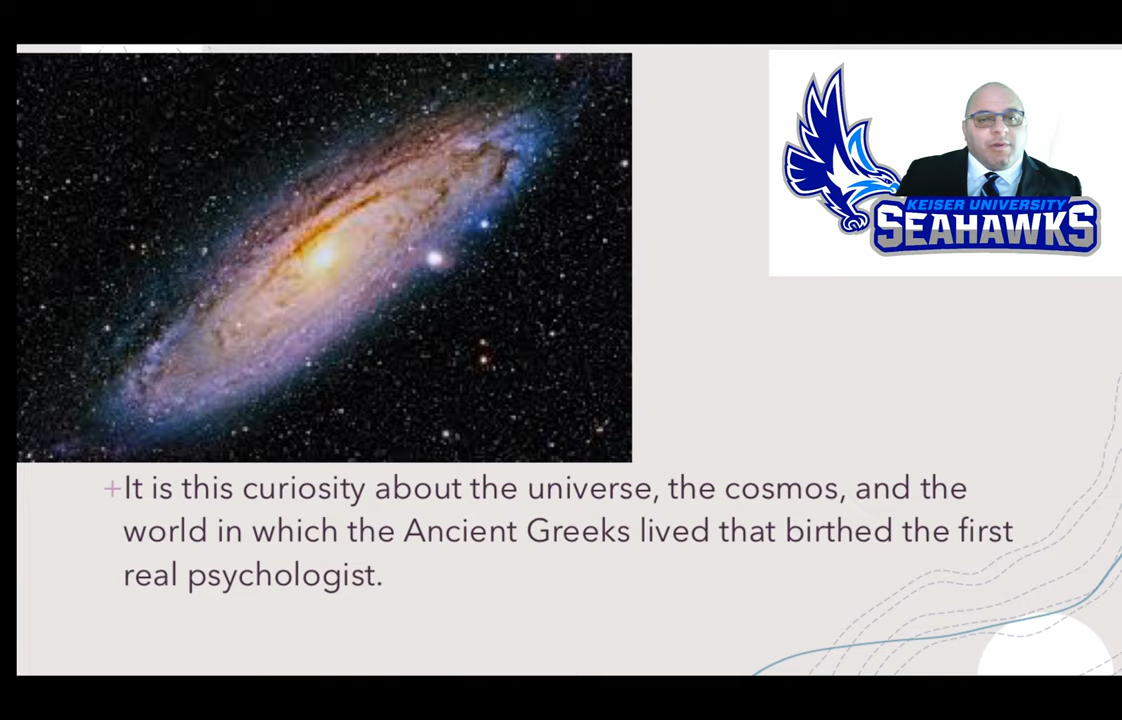 KEISER UNIVERSITY
SEAHAWKS
+It is this curiosity about the universe, the cosmos, and the
world in which the Ancient Greeks lived that birthed the first
real psychologist.